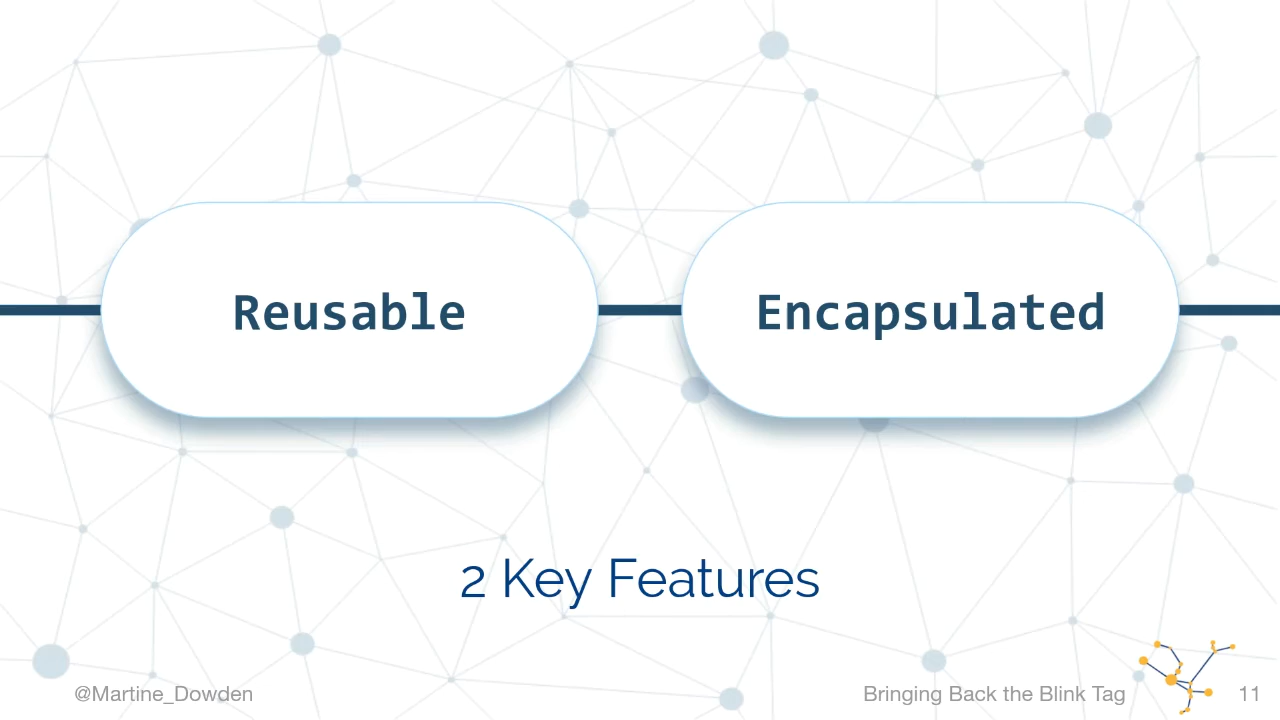 Reusable
Encapsulated
2 Key Features
@Martine_Dowden
Bringing Back the Blink Tag
11